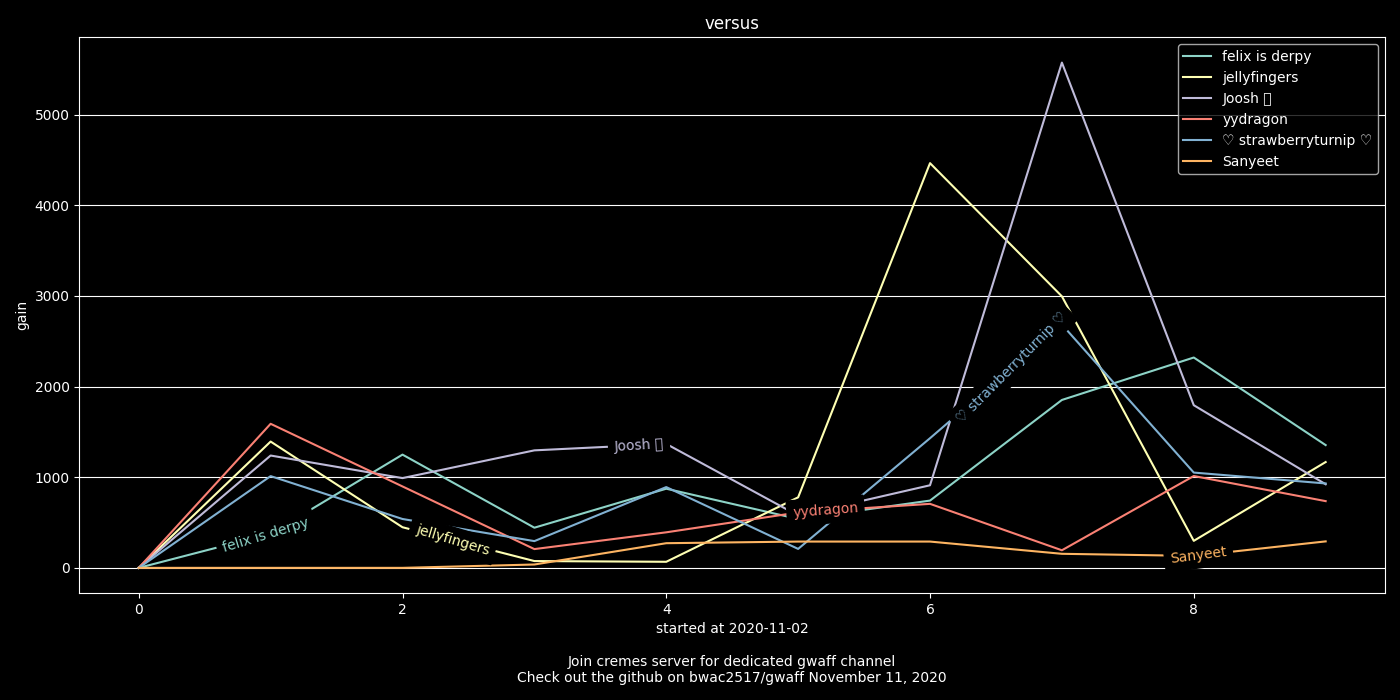 versus
felix is derpy
jellyfingers
Joosh
yydragon
♡ strawberryturnip ♡
Sanyeet
5000
4000
3000
2000
1000
0
gain
♡ strawberryturnip ♡
Joosh
yydragon
felix is derpy
jellyfingers
Sanyeet
0 2 4 6 8
started at 2020-11-02
Join cremes server for dedicated gwaff channel
Check out the github on bwac2517/gwaff November 11, 2020